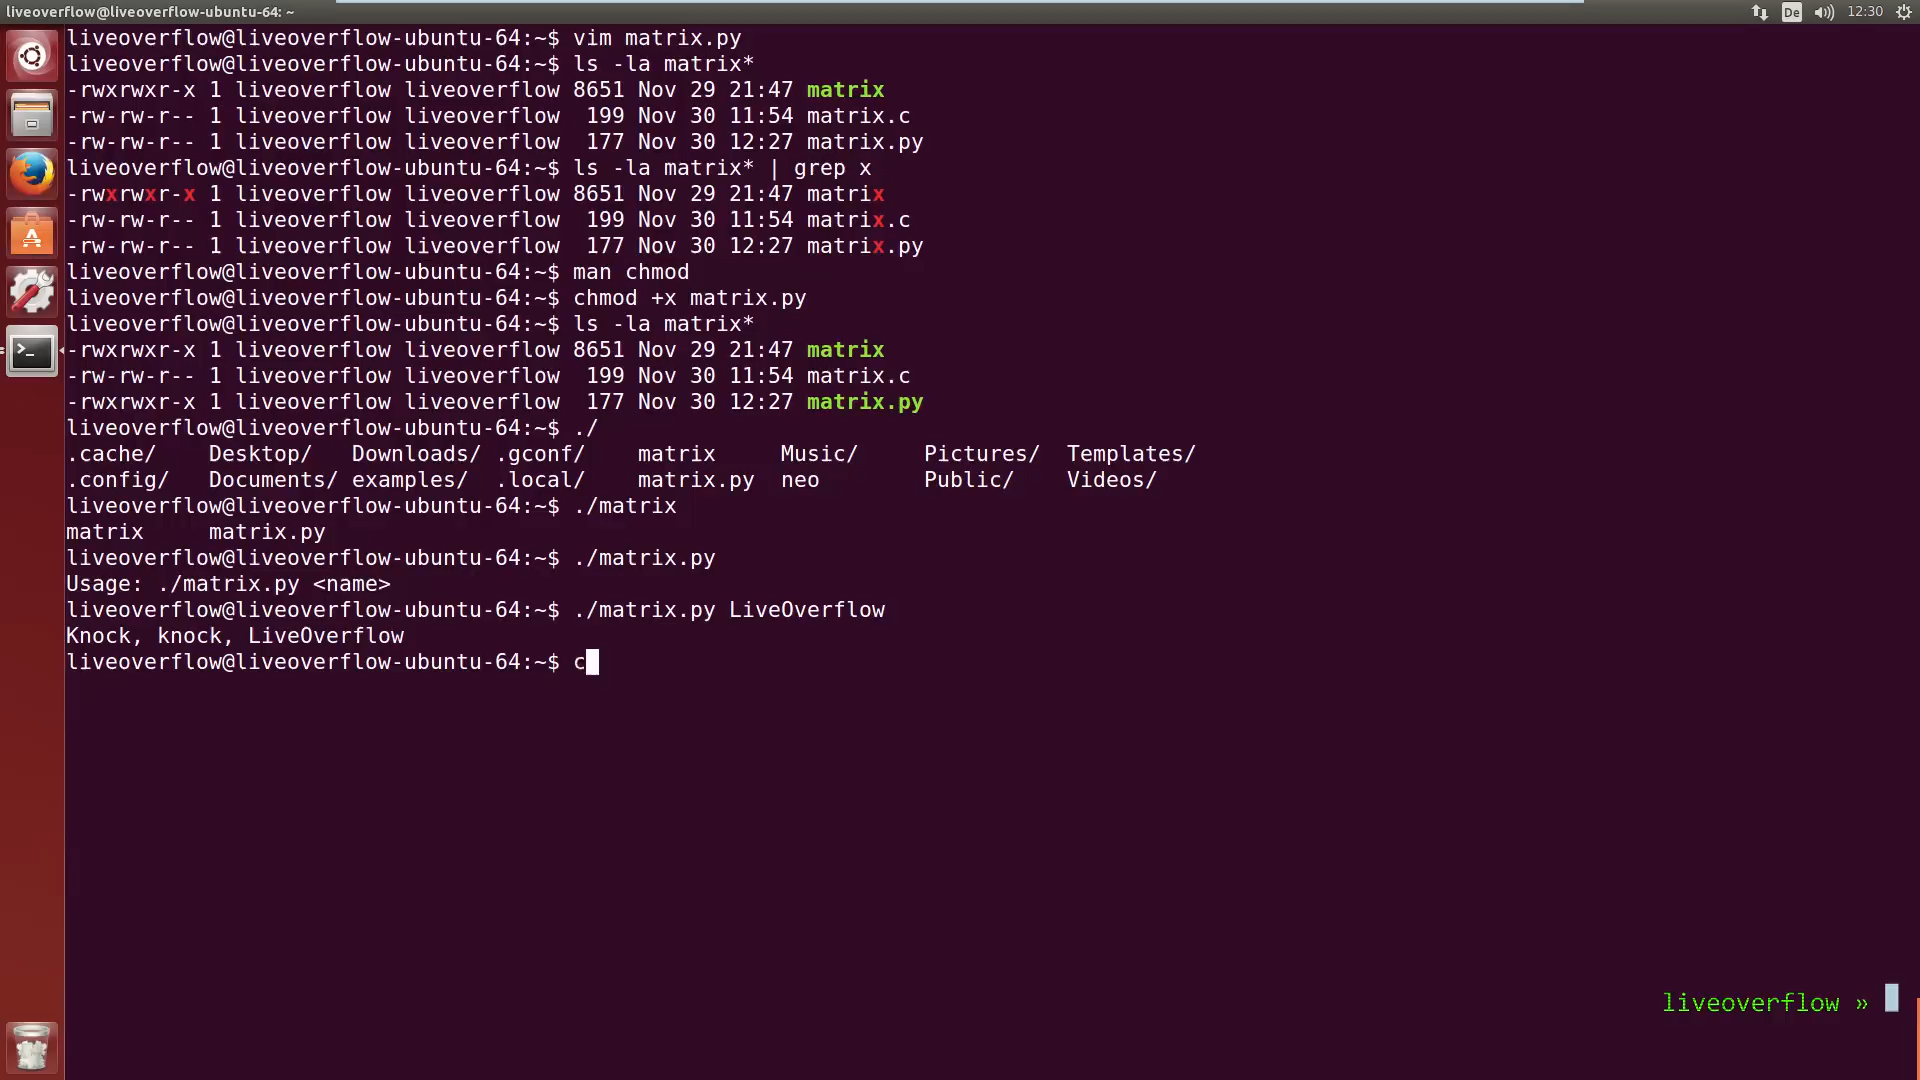 liveoverflow@liveoverflow-ubuntu-64: ~
De
12:30
liveoverflow@liveoverflow-ubuntu-64:~$ vim matrix.py
liveoverflow@liveoverflow-ubuntu-64:~$ ls -la matrix*
-rwxrwxr-x 1 liveoverflow liveoverflow 8651 Nov 29 21:47 matrix
-rw-rw-r-- 1 liveoverflow liveoverflow  199 Nov 30 11:54 matrix.c
-rw-rw-r-- 1 liveoverflow liveoverflow  177 Nov 30 12:27 matrix.py
liveoverflow@liveoverflow-ubuntu-64:~$ ls -la matrix* | grep x
-rwxrwxr-x 1 liveoverflow liveoverflow 8651 Nov 29 21:47 matrix
-rw-rw-r-- 1 liveoverflow liveoverflow  199 Nov 30 11:54 matrix.c
-rw-rw-r-- 1 liveoverflow liveoverflow  177 Nov 30 12:27 matrix.py
liveoverflow@liveoverflow-ubuntu-64:~$ man chmod
liveoverflow@liveoverflow-ubuntu-64:~$ chmod +x matrix.py
liveoverflow@liveoverflow-ubuntu-64:~$ ls -la matrix*
-rwxrwxr-x 1 liveoverflow liveoverflow 8651 Nov 29 21:47 matrix
-rw-rw-r-- 1 liveoverflow liveoverflow  199 Nov 30 11:54 matrix.c
-rwxrwxr-x 1 liveoverflow liveoverflow  177 Nov 30 12:27 matrix.py
liveoverflow@liveoverflow-ubuntu-64:~$ ./
.cache/    Desktop/   Downloads/ .gconf/    matrix     Music/     Pictures/  Templates/
.config/   Documents/ examples/  .local/    matrix.py  neo        Public/    Videos/
liveoverflow@liveoverflow-ubuntu-64:~$ ./matrix
matrix     matrix.py
liveoverflow@liveoverflow-ubuntu-64:~$ ./matrix.py
Usage: ./matrix.py <name>
liveoverflow@liveoverflow-ubuntu-64:~$ ./matrix.py LiveOverflow
Knock, knock, LiveOverflow
liveoverflow@liveoverflow-ubuntu-64:~$ c
liveoverflow »